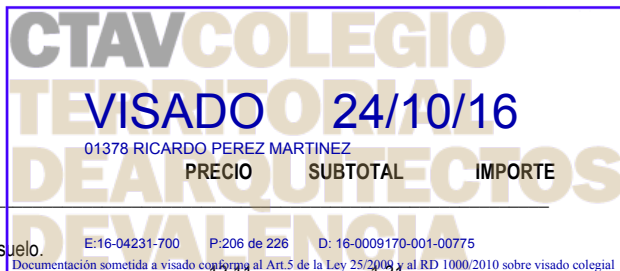 CTAVCOLEGIO
TERRITORIAL
VISADO 24/10/16
01378 RICARDO PEREZ MARTINEZ
DEARQUITECTOS
PRECIO SUBTOTAL IMPORTE
DEVALENCIA
suelo.
E:16-04231-700 P:206 de 226 D: 16-0009170-001-00775
Documentación sometida a visado conforma al Art.5 de la Ley 25/2009 y al RD 1000/2010 sobre visado colegial